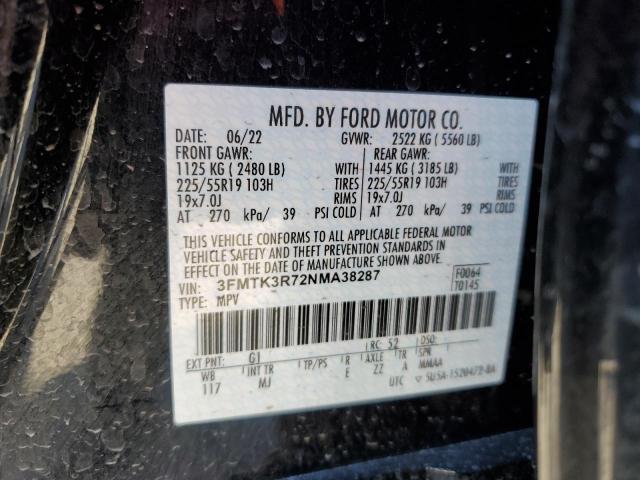 MFD. BY FORD MOTOR CO.
DATE: 06/22 GVWR: 2522 KG ( 5560 LB)
FRONT GAWR: REAR GAWR:
1125 KG ( 2480 LB) WITH 1445 KG ( 3185 LB) WITH
225/55R19 103H TIRES 225/55R19 103H TIRES
19x7.0J RIMS 19x7.0J RIMS
AT 270 kPa/ 39 PSI COLD AT 270 kPa/ 39 PSI COLD
THIS VEHICLE CONFORMS TO ALL APPLICABLE FEDERAL MOTOR
VEHICLE SAFETY AND THEFT PREVENTION STANDARDS IN
EFFECT ON THE DATE OF MANUFACTURE SHOWN ABOVE.
VIN: 3FMTK3R72NMA38287 F0064
TYPE: MPV T0145
EXT PNT: G1 RC: 52 DSO:
WB INT TR TP/PS R AXLE TR SPR
117 MJ E ZZ A MMAA
UTC 5U5A-1520472-BA